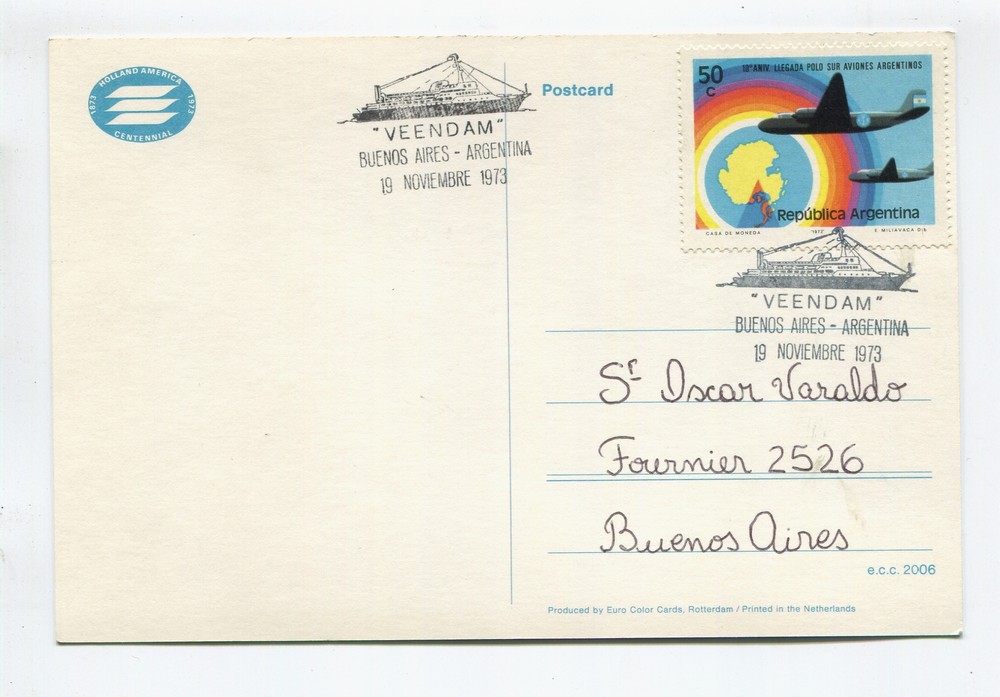 HOLLAND AMERICA
1873 1973
CENTENNIAL
"VEENDAM"
BUENOS AIRES - ARGENTINA
19 NOVIEMBRE 1973
Postcard
50
C
10º ANIV. LLEGADA POLO SUR AVIONES ARGENTINOS
República Argentina
CASA DE MONEDA 1972 E. MILIAVACA DIB.
"VEENDAM"
BUENOS AIRES - ARGENTINA
19 NOVIEMBRE 1973
Sr Oscar Varaldo
Fournier 2526
Buenos Aires
e.c.c. 2006
Produced by Euro Color Cards, Rotterdam / Printed in the Netherlands